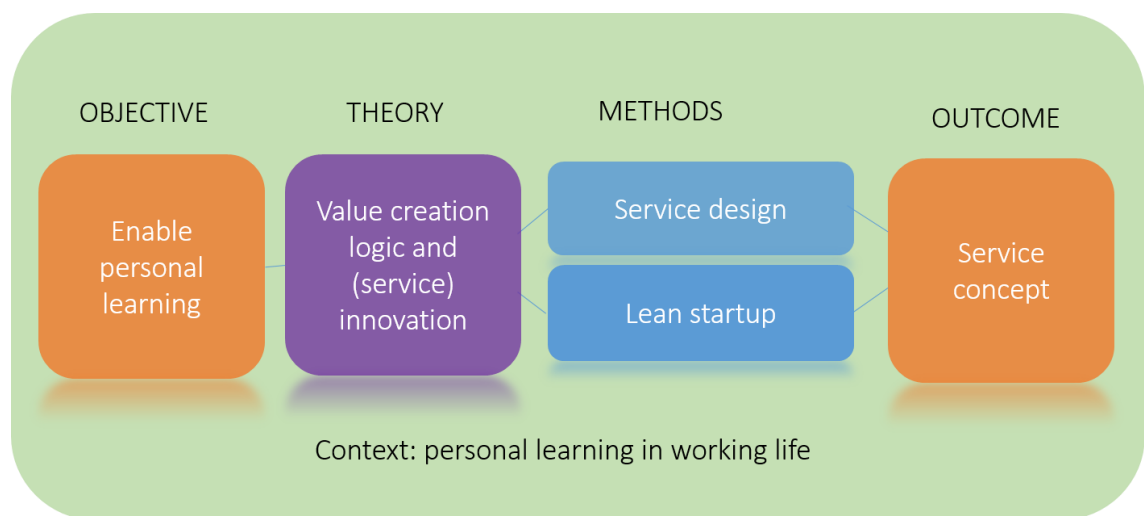 OBJECTIVE
THEORY
METHODS
OUTCOME
Enable
personal
learning
Value creation
logic and
(service)
innovation
Service design
Lean startup
Service
concept
Context: personal learning in working life